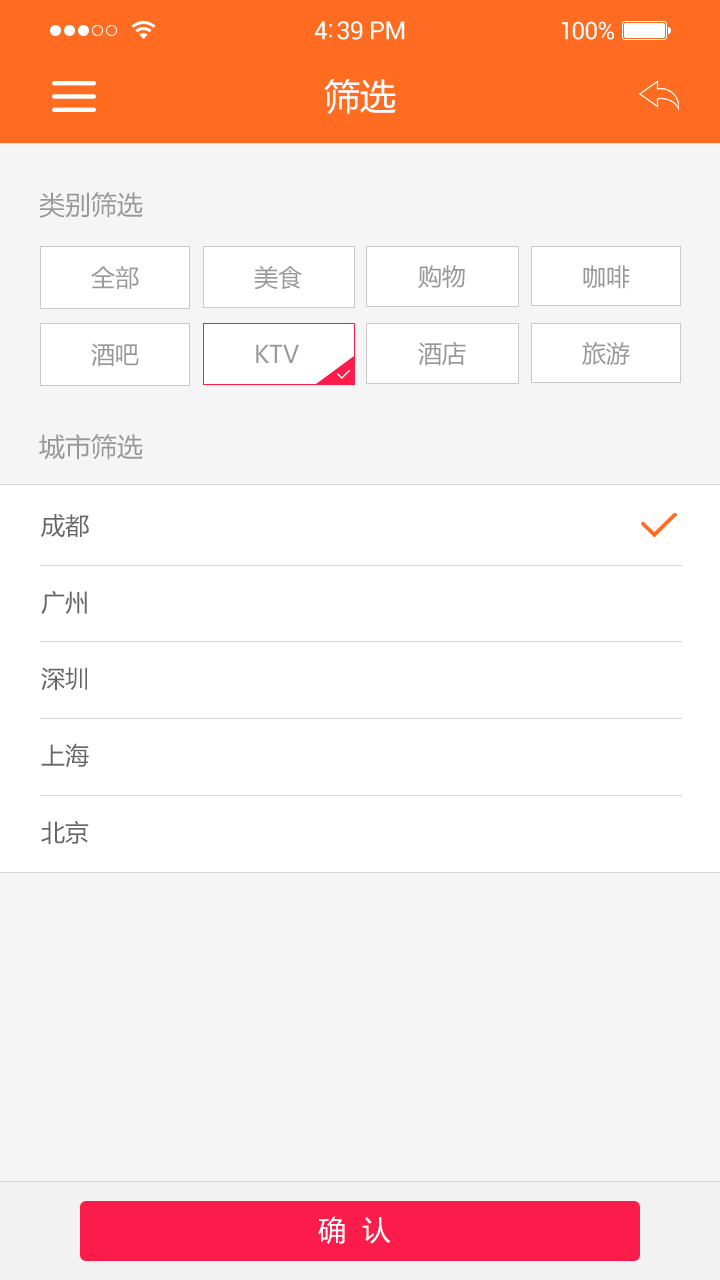 4:39 PM 100%
筛选
类别筛选
全部 美食 购物 咖啡
酒吧 KTV 酒店 旅游
城市筛选
成都
广州
深圳
上海
北京
确 认